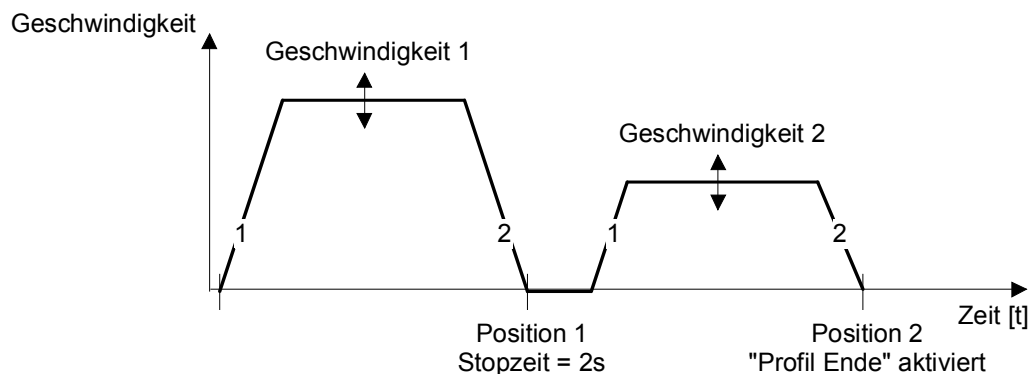 Geschwindigkeit
Geschwindigkeit 1
Geschwindigkeit 2
1
2
1
2
Zeit [t]
Position 1
Stopzeit = 2s
Position 2
"Profil Ende" aktiviert